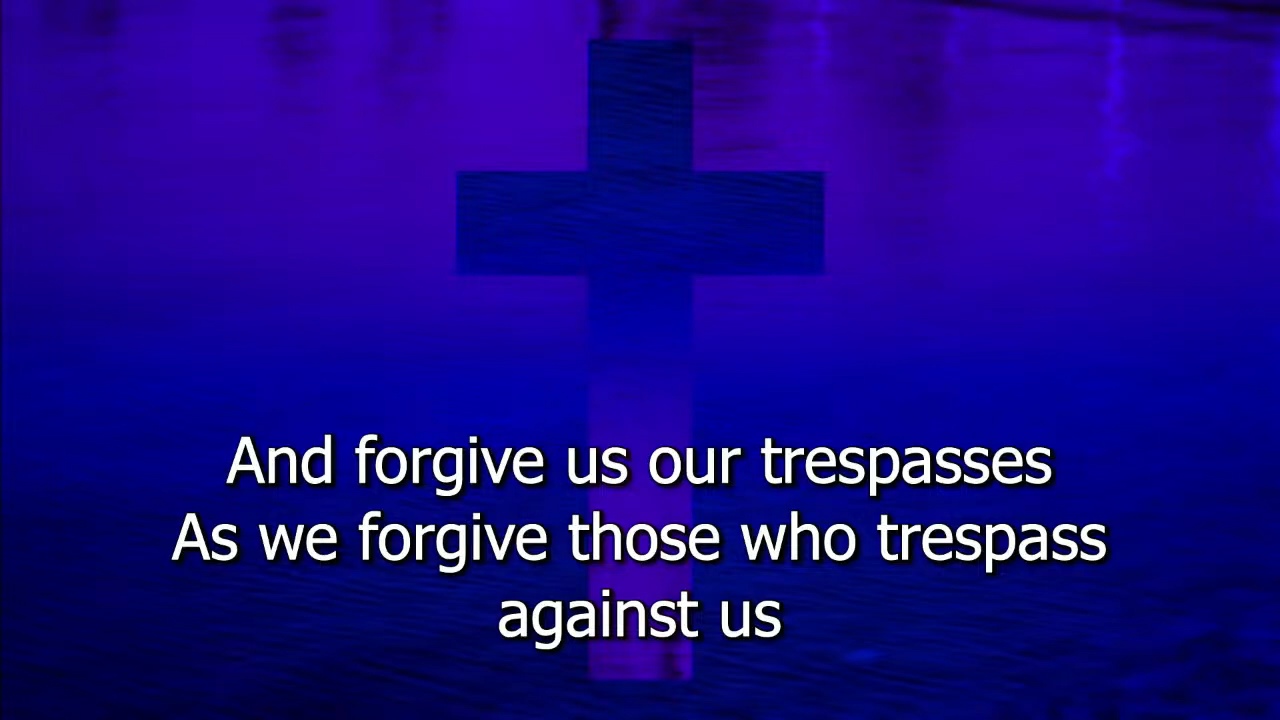 And forgive us our trespasses
As we forgive those who trespass
against us